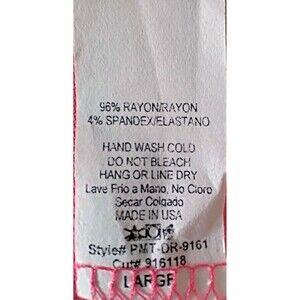 96% RAYON/RAYON
4% SPANDEX/ELASTANO
HAND WASH COLD
DO NOT BLEACH
HANG OR LINE DRY
Lave Frio a Mano, No Cloro
Secar Colgado
MADE IN USA
Style# PMT-DR-9161
Cut# 916118
LARGE